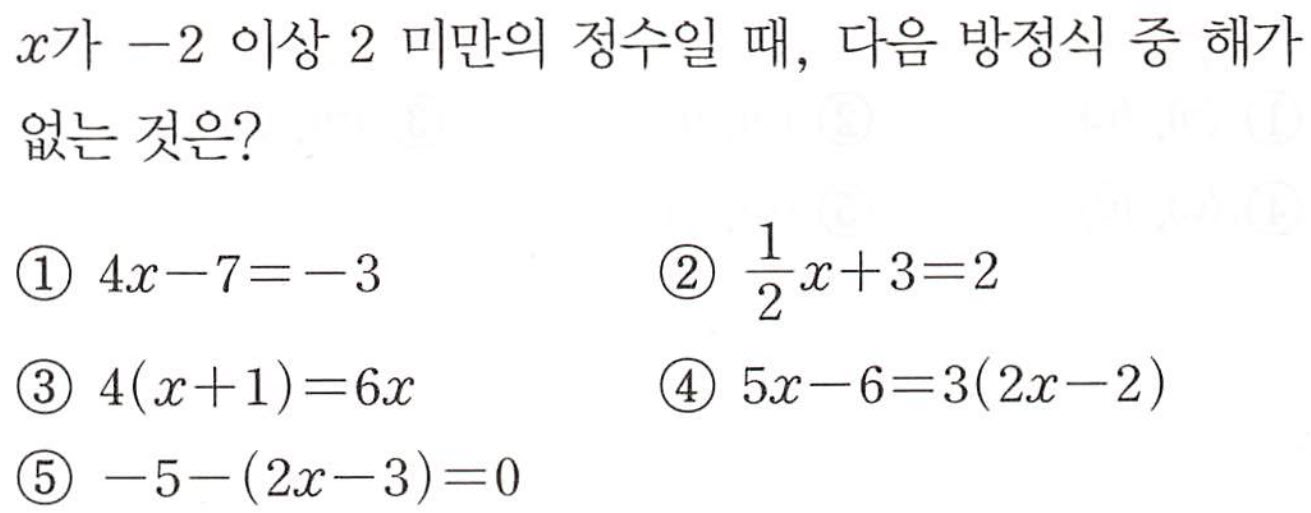 x가 -2 이상 2 미만의 정수일 때, 다음 방정식 중 해가
없는 것은?
① 4x-7=-3 ② \frac{1}{2}x+3=2
③ 4(x+1)=6x ④ 5x-6=3(2x-2)
⑤ -5-(2x-3)=0